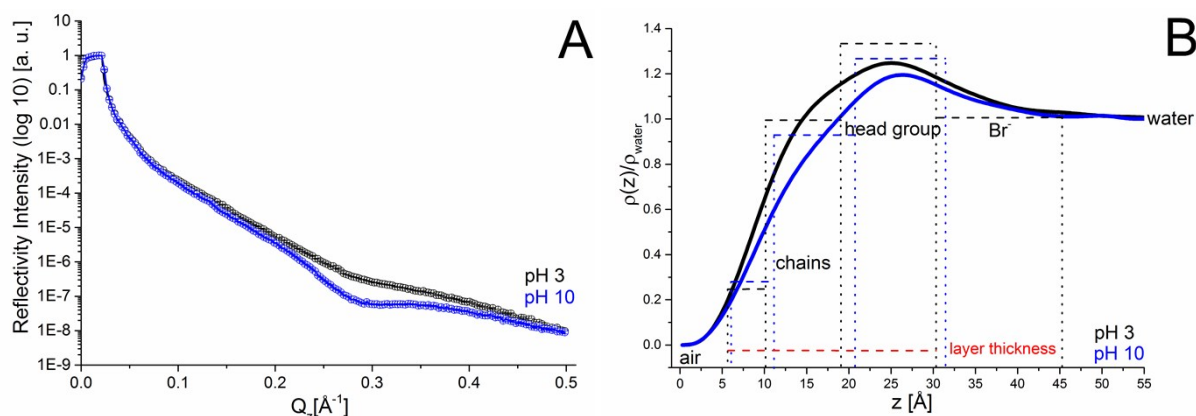 A
Reflectivity Intensity (log 10) [a. u.]
10
1
0.1
0.01
1E-3
1E-4
1E-5
1E-6
1E-7
1E-8
1E-9
pH 3
pH 10
0.0 0.1 0.2 0.3 0.4 0.5
Qz[Å⁻¹]
B
ρ(z)/ρwater
1.4
1.2
1.0
0.8
0.6
0.4
0.2
0.0
head group
Br⁻
water
chains
air
layer thickness
pH 3
pH 10
0 5 10 15 20 25 30 35 40 45 50 55
z [Å]